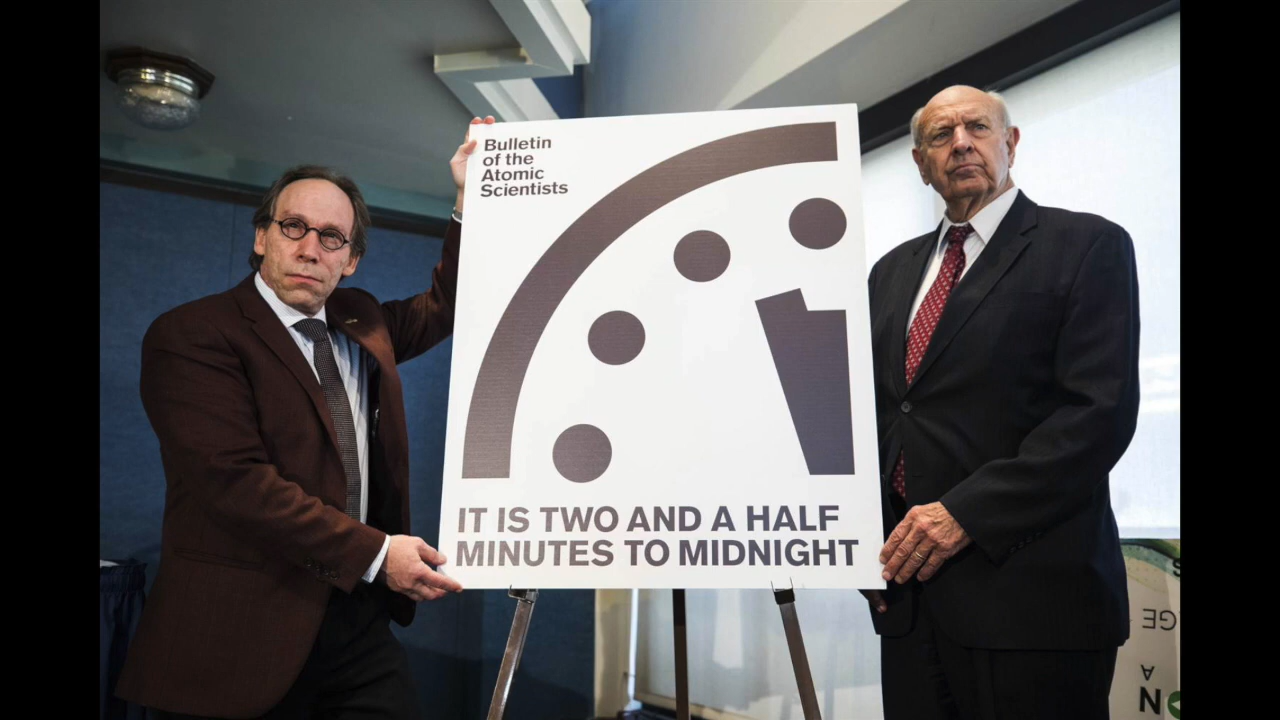 Bulletin
of the
Atomic
Scientists
IT IS TWO AND A HALF
MINUTES TO MIDNIGHT